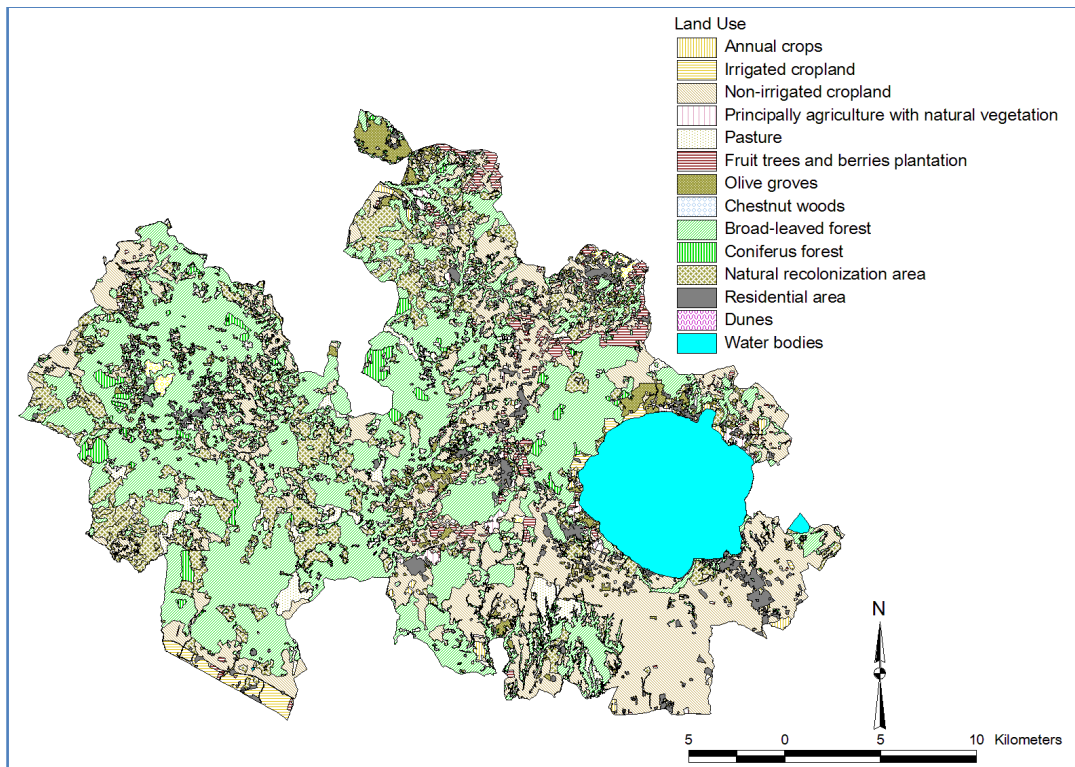 Land Use
Annual crops
Irrigated cropland
Non-irrigated cropland
Principally agriculture with natural vegetation
Pasture
Fruit trees and berries plantation
Olive groves
Chestnut woods
Broad-leaved forest
Coniferus forest
Natural recolonization area
Residential area
Dunes
Water bodies
N
5 0 5 10 Kilometers